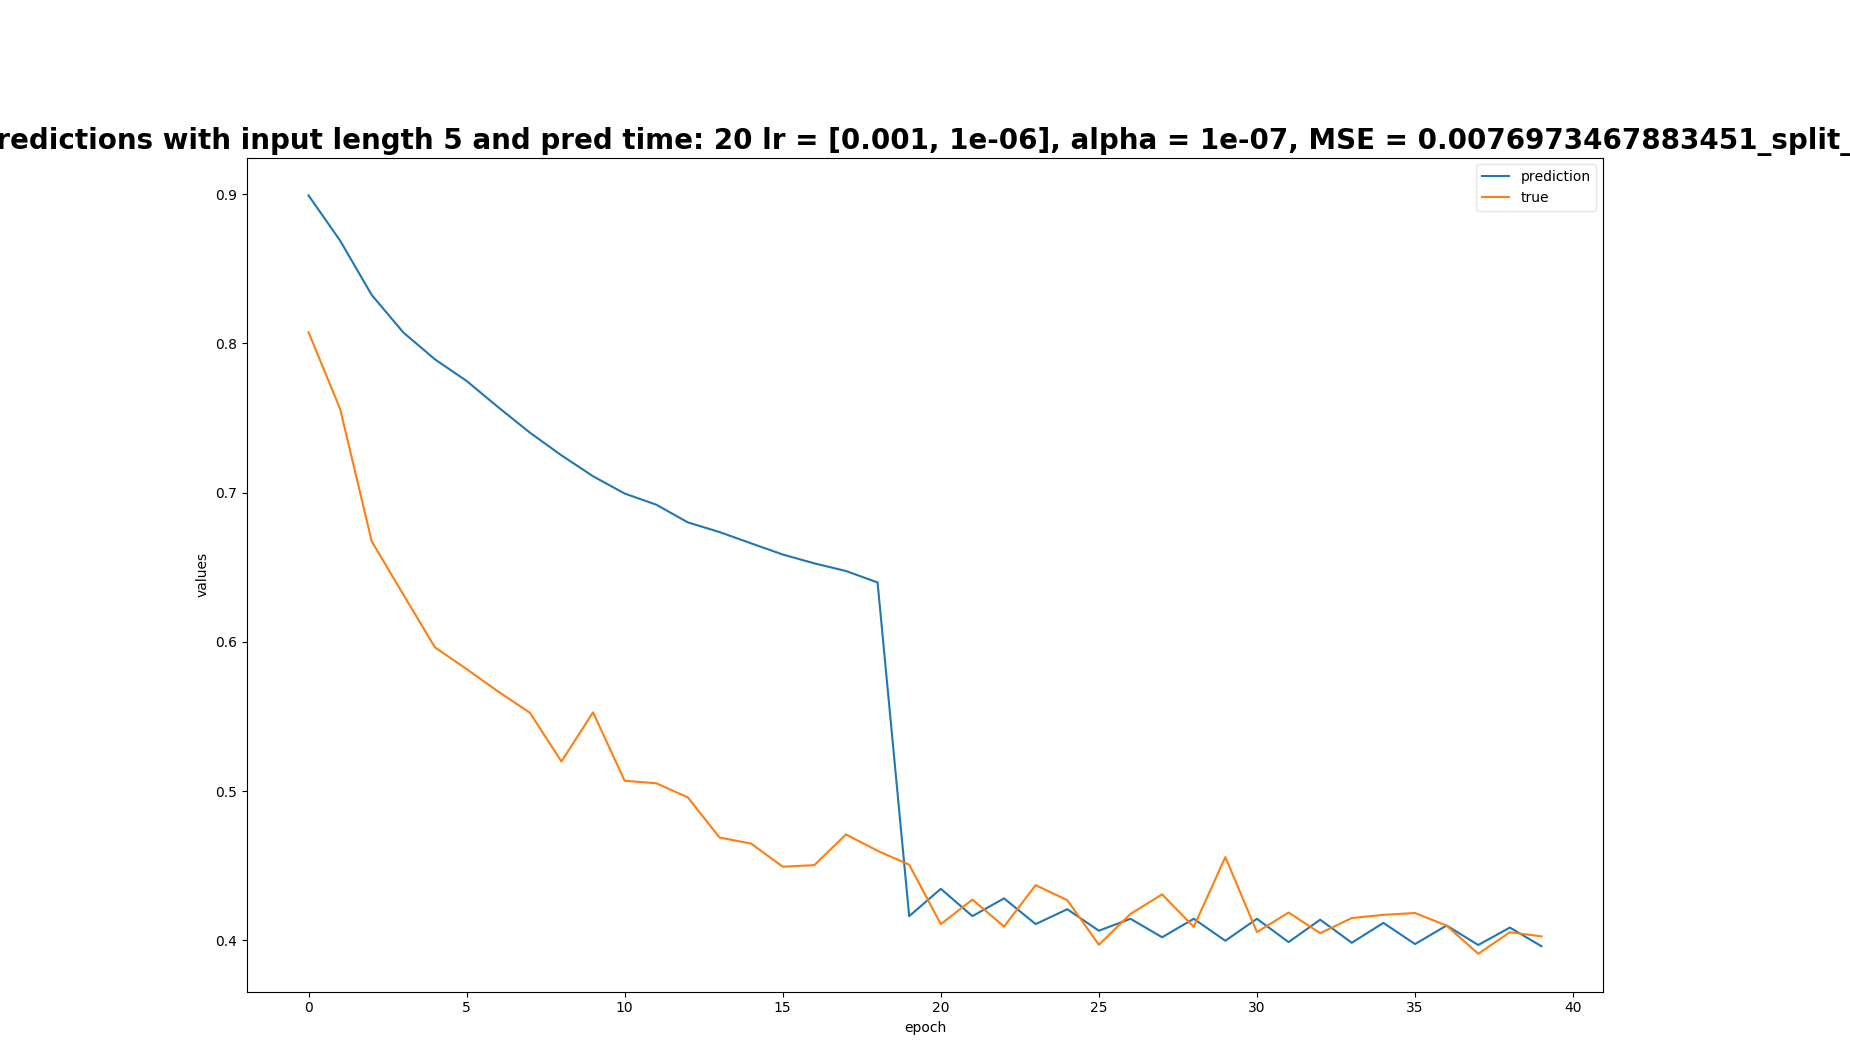 redictions with input length 5 and pred time: 20 lr = [0.001, 1e-06], alpha = 1e-07, MSE = 0.0076973467883451_split_
prediction
true
0.9
0.8
0.7
0.6
0.5
0.4
values
0 5 10 15 20 25 30 35 40
epoch